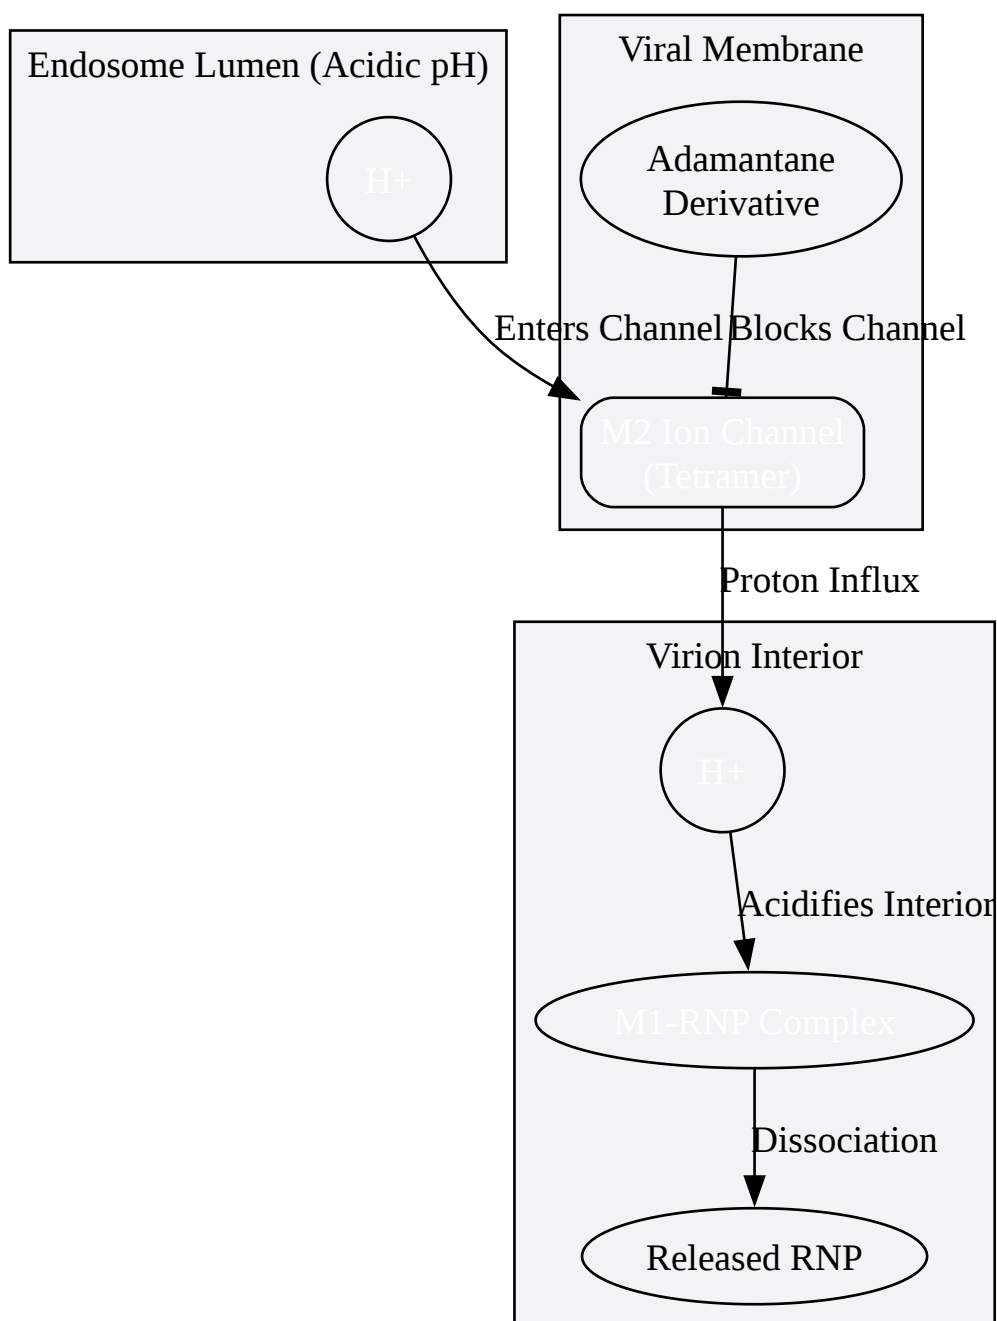 Endosome Lumen (Acidic pH)
H+
Viral Membrane
Adamantane
Derivative
Enters Channel
Blocks Channel
M2 Ion Channel
(Tetramer)
Proton Influx
Virion Interior
H+
Acidifies Interior
M1-RNP Complex
Dissociation
Released RNP